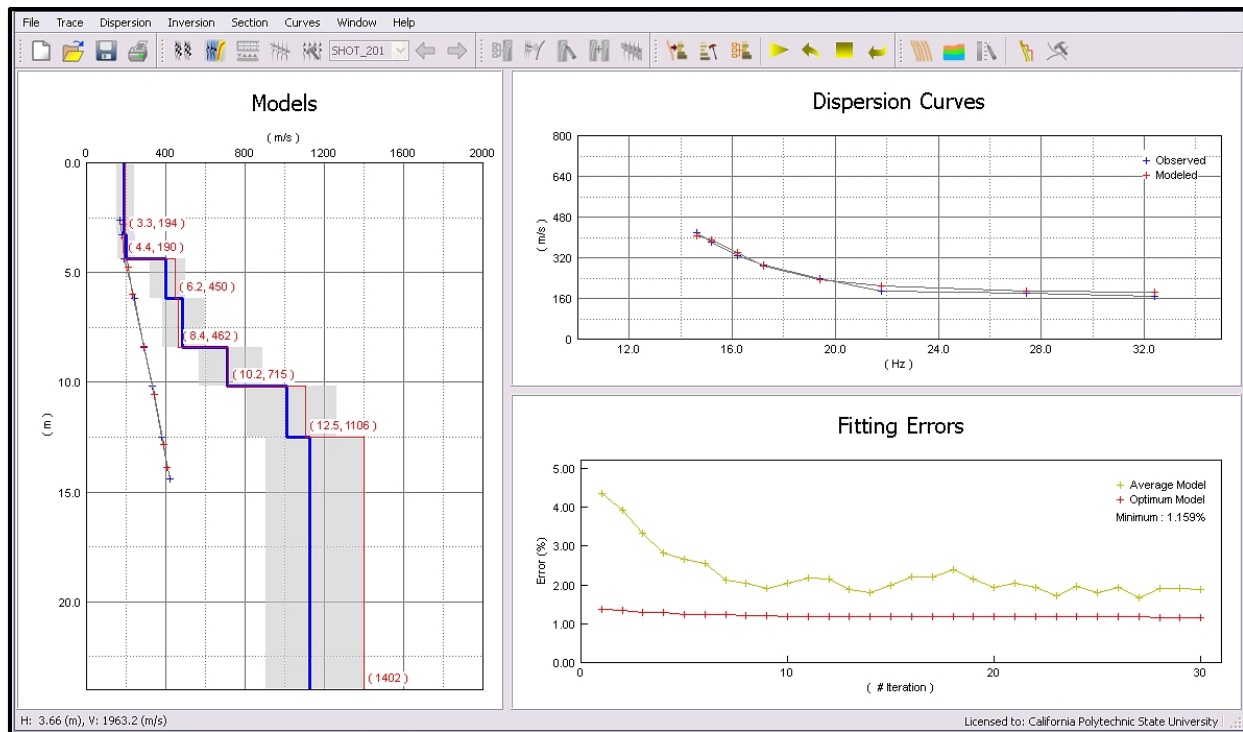 File Trace Dispersion Inversion Section Curves Window Help
SHOT_201
Models
( m/s )
0 400 800 1200 1600 2000
0.0
( 3.3, 194 )
( 4.4, 190 )
5.0
( 6.2, 450 )
( 8.4, 462 )
( 10.2, 715 )
10.0
( m )
( 12.5, 1106 )
15.0
20.0
( 1402 )
Dispersion Curves
800
Observed
640
Modeled
480
( m/s )
320
160
0
12.0 16.0 20.0 24.0 28.0 32.0
( Hz )
Fitting Errors
5.00
Average Model
4.00
Optimum Model
Minimum : 1.159%
3.00
Error (%)
2.00
1.00
0.00
0 10 20 30
( # Iteration )
H: 3.66 (m), V: 1963.2 (m/s)
Licensed to: California Polytechnic State University